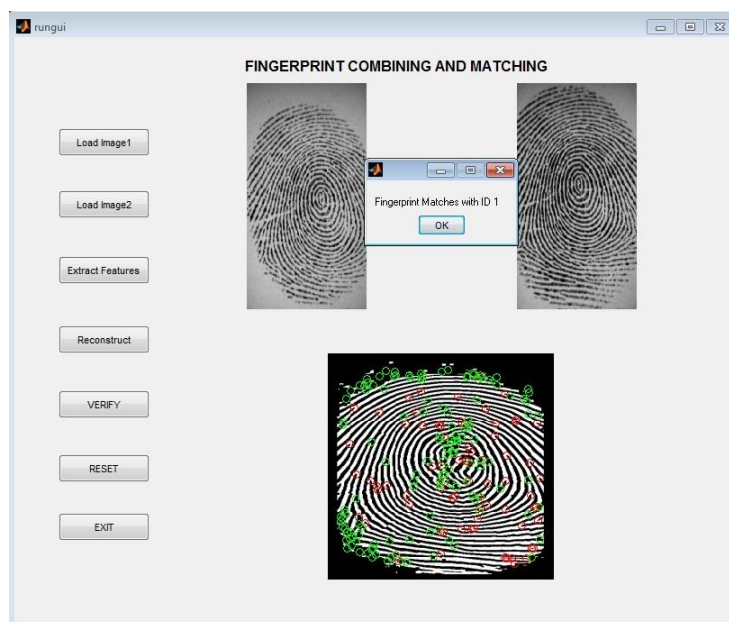 rungui
FINGERPRINT COMBINING AND MATCHING
Load Image1
Load Image2
Extract Features
Reconstruct
VERIFY
RESET
EXIT
Fingerprint Matches with ID 1
OK